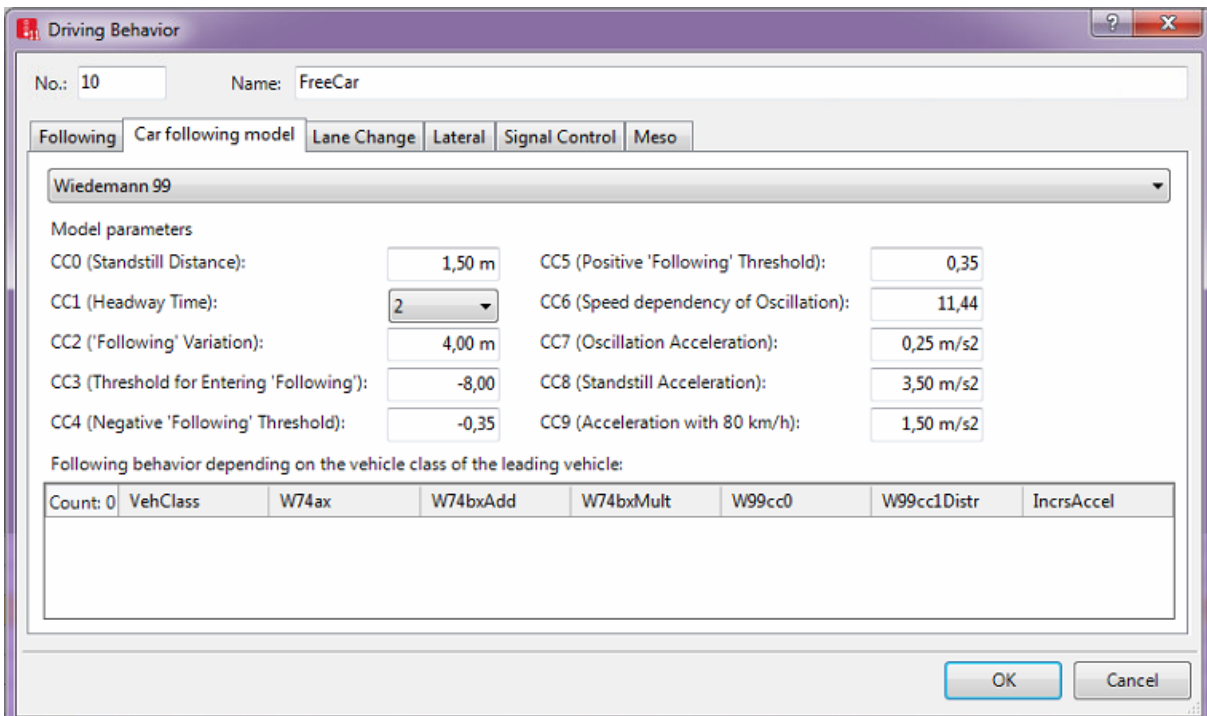 Driving Behavior
No.: 10 Name: FreeCar
Following Car following model Lane Change Lateral Signal Control Meso
Wiedemann 99
Model parameters
CC0 (Standstill Distance): 1,50 m CC5 (Positive 'Following' Threshold): 0,35
CC1 (Headway Time): 2 CC6 (Speed dependency of Oscillation): 11,44
CC2 ('Following' Variation): 4,00 m CC7 (Oscillation Acceleration): 0,25 m/s2
CC3 (Threshold for Entering 'Following'): -8,00 CC8 (Standstill Acceleration): 3,50 m/s2
CC4 (Negative 'Following' Threshold): -0,35 CC9 (Acceleration with 80 km/h): 1,50 m/s2
Following behavior depending on the vehicle class of the leading vehicle:
Count: 0 VehClass W74ax W74bxAdd W74bxMult W99cc0 W99cc1Distr IncrsAccel
OK Cancel